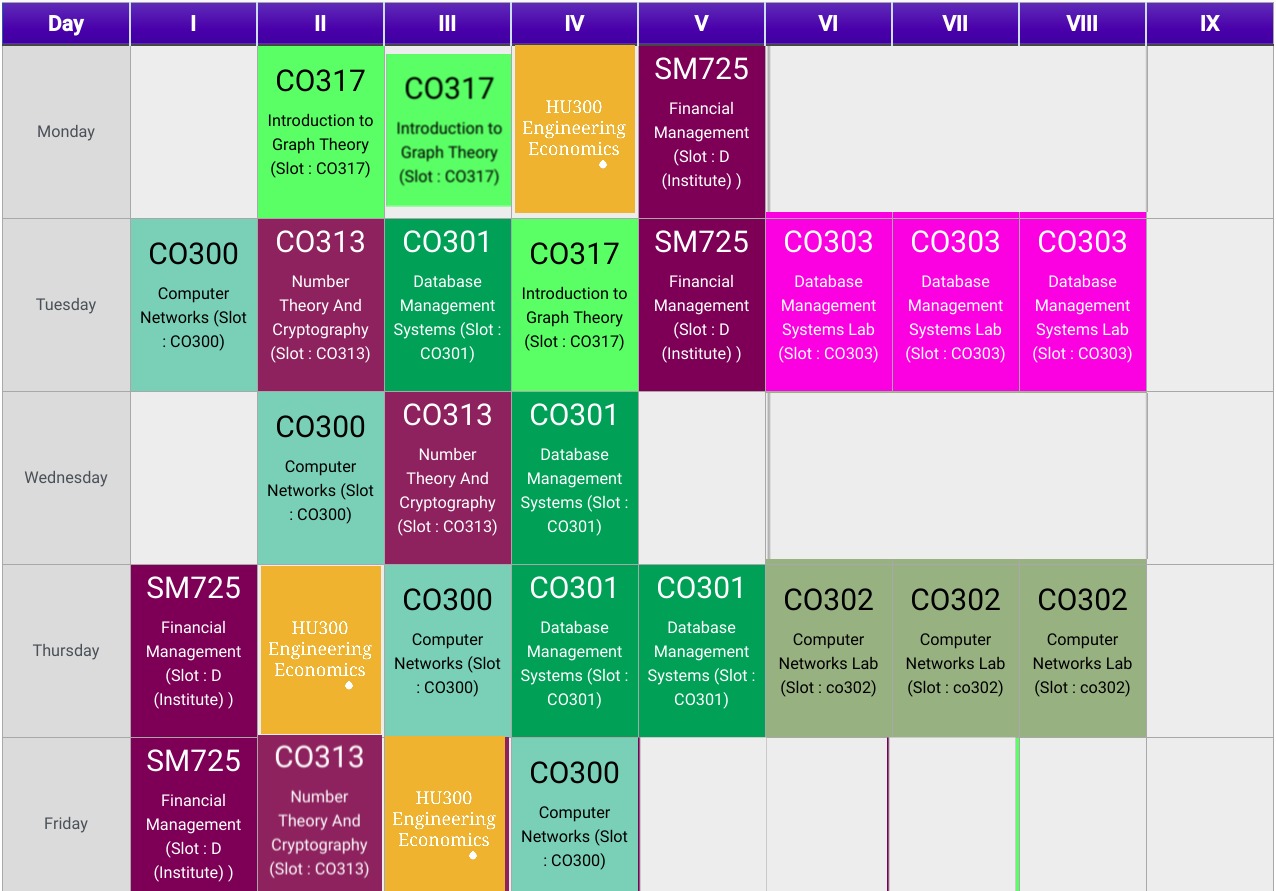 Day I II III IV V VI VII VIII IX
Monday
CO317
Introduction to
Graph Theory
(Slot : CO317)
CO317
Introduction to
Graph Theory
(Slot : CO317)
HU300
Engineering
Economics
SM725
Financial
Management
(Slot : D
(Institute) )
Tuesday
CO300
Computer
Networks (Slot
: CO300)
CO313
Number
Theory And
Cryptography
(Slot : CO313)
CO301
Database
Management
Systems (Slot :
CO301)
CO317
Introduction to
Graph Theory
(Slot : CO317)
SM725
Financial
Management
(Slot : D
(Institute) )
CO303
Database
Management
Systems Lab
(Slot : CO303)
CO303
Database
Management
Systems Lab
(Slot : CO303)
CO303
Database
Management
Systems Lab
(Slot : CO303)
Wednesday
CO300
Computer
Networks (Slot
: CO300)
CO313
Number
Theory And
Cryptography
(Slot : CO313)
CO301
Database
Management
Systems (Slot :
CO301)
Thursday
SM725
Financial
Management
(Slot : D
(Institute) )
HU300
Engineering
Economics
CO300
Computer
Networks (Slot
: CO300)
CO301
Database
Management
Systems (Slot :
CO301)
CO301
Database
Management
Systems (Slot :
CO301)
CO302
Computer
Networks Lab
(Slot : co302)
CO302
Computer
Networks Lab
(Slot : co302)
CO302
Computer
Networks Lab
(Slot : co302)
Friday
SM725
Financial
Management
(Slot : D
(Institute) )
CO313
Number
Theory And
Cryptography
(Slot : CO313)
HU300
Engineering
Economics
CO300
Computer
Networks (Slot
: CO300)